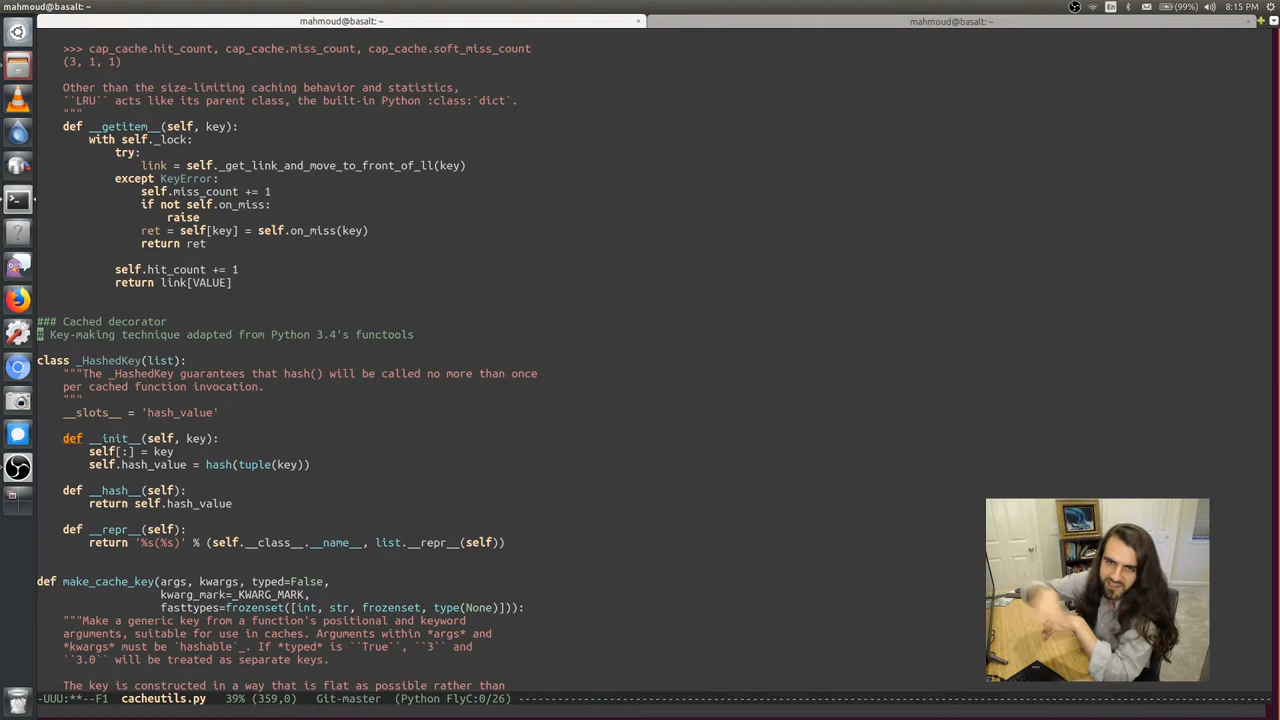 mahmoud@basalt: ~
En
(99%)
8:15 PM
mahmoud@basalt: ~
×
mahmoud@basalt: ~
×
>>> cap_cache.hit_count, cap_cache.miss_count, cap_cache.soft_miss_count
(3, 1, 1)
Other than the size-limiting caching behavior and statistics,
``LRU`` acts like its parent class, the built-in Python :class:`dict`.
"""
def __getitem__(self, key):
with self._lock:
try:
link = self._get_link_and_move_to_front_of_ll(key)
except KeyError:
self.miss_count += 1
if not self.on_miss:
raise
ret = self[key] = self.on_miss(key)
return ret
self.hit_count += 1
return link[VALUE]
### Cached decorator
# Key-making technique adapted from Python 3.4's functools
class _HashedKey(list):
"""The _HashedKey guarantees that hash() will be called no more than once
per cached function invocation.
"""
__slots__ = 'hash_value'
def __init__(self, key):
self[:] = key
self.hash_value = hash(tuple(key))
def __hash__(self):
return self.hash_value
def __repr__(self):
return '%s(%s)' % (self.__class__.__name__, list.__repr__(self))
def make_cache_key(args, kwargs, typed=False,
kwarg_mark=_KWARG_MARK,
fasttypes=frozenset([int, str, frozenset, type(None)])):
"""Make a generic key from a function's positional and keyword
arguments, suitable for use in caches. Arguments within *args* and
*kwargs* must be `hashable`_. If *typed* is ``True``, ``3`` and
``3.0`` will be treated as separate keys.
The key is constructed in a way that is flat as possible rather than
-UUU:**--F1  cacheutils.py   39% (359,0)    Git-master  (Python FlyC:0/26)